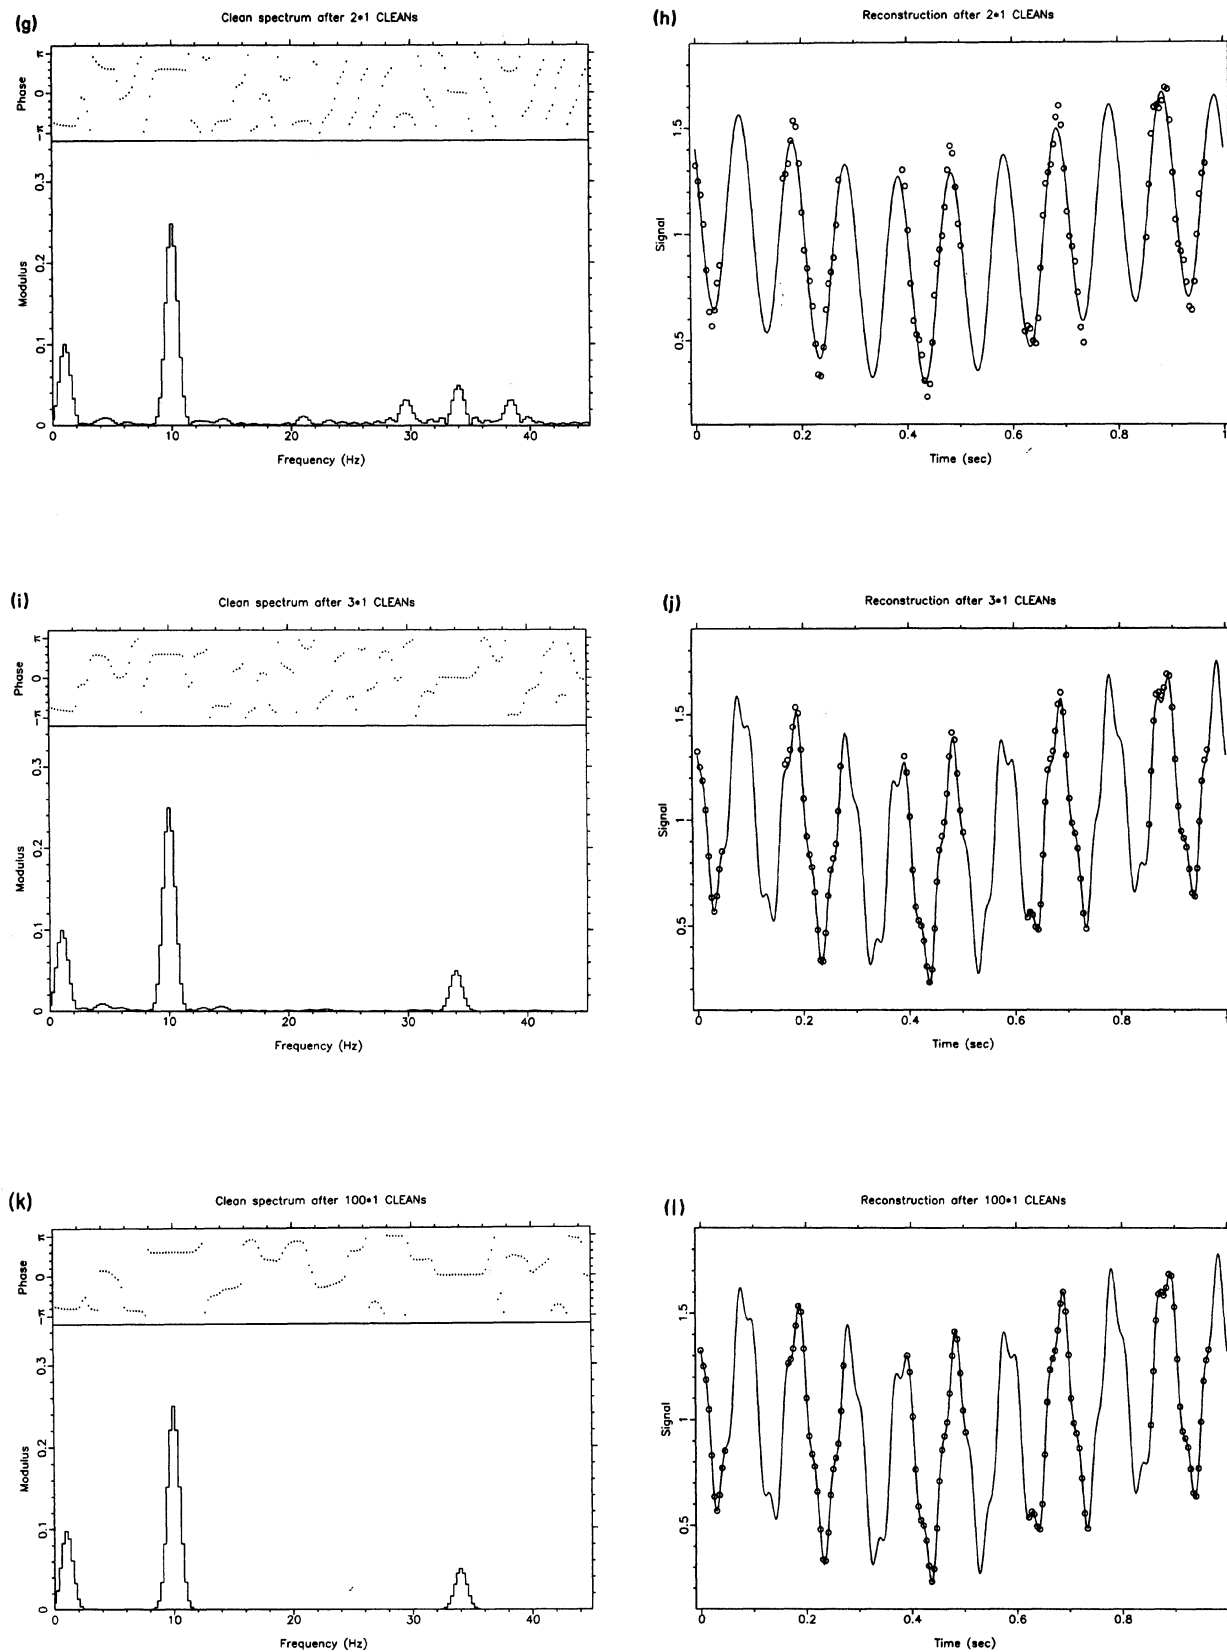 (g)
Clean spectrum after 2*1 CLEANs
Phase
π
0
−π
Modulus
0.3
0.2
0.1
0
0
10
20
30
40
Frequency (Hz)
(h)
Reconstruction after 2*1 CLEANs
Signal
1.5
1
0.5
0
0.2
0.4
0.6
0.8
1
Time (sec)
(i)
Clean spectrum after 3*1 CLEANs
Phase
π
0
−π
Modulus
0.3
0.2
0.1
0
0
10
20
30
40
Frequency (Hz)
(j)
Reconstruction after 3*1 CLEANs
Signal
1.5
1
0.5
0
0.2
0.4
0.6
0.8
1
Time (sec)
(k)
Clean spectrum after 100*1 CLEANs
Phase
π
0
−π
Modulus
0.3
0.2
0.1
0
0
10
20
30
40
Frequency (Hz)
(l)
Reconstruction after 100*1 CLEANs
Signal
1.5
1
0.5
0
0.2
0.4
0.6
0.8
1
Time (sec)